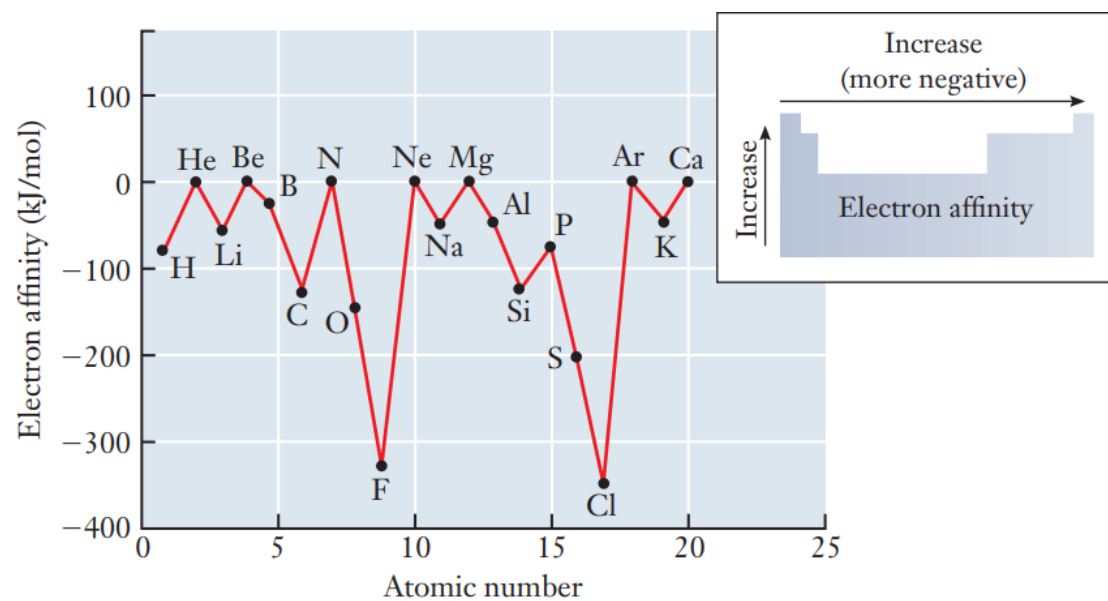 Increase
(more negative)
Increase
Electron affinity
Electron affinity (kJ/mol)
100
0
−100
−200
−300
−400
H
He
Li
Be
B
C
N
O
F
Ne
Na
Mg
Al
Si
P
S
Cl
Ar
K
Ca
0
5
10
15
20
25
Atomic number